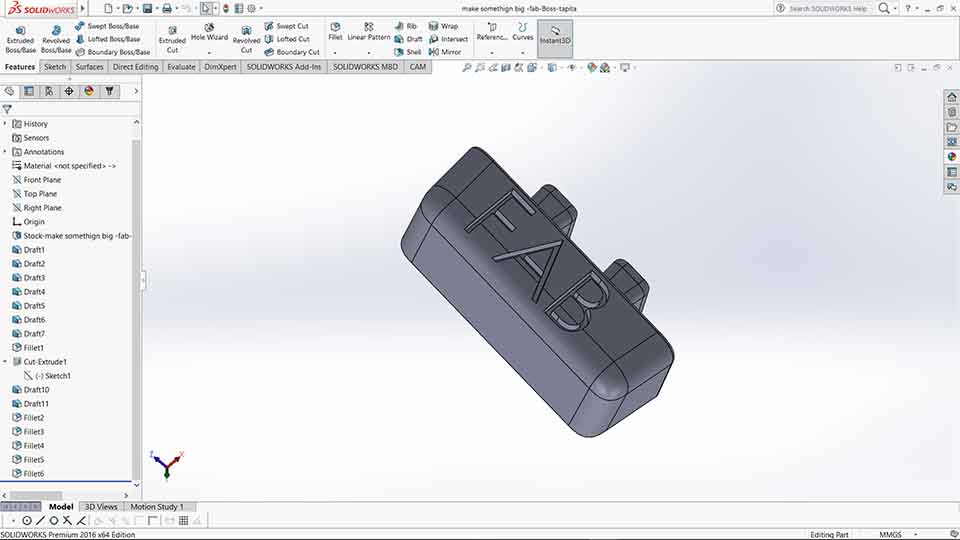 SOLIDWORKS
make somethign big -fab-Boss-tapita
Search SOLIDWORKS Help
Extruded Boss/Base
Revolved Boss/Base
Swept Boss/Base
Lofted Boss/Base
Boundary Boss/Base
Extruded Cut
Hole Wizard
Revolved Cut
Swept Cut
Lofted Cut
Boundary Cut
Fillet
Linear Pattern
Rib
Draft
Shell
Wrap
Intersect
Mirror
Referenc...
Curves
Instant3D
Features Sketch Surfaces Direct Editing Evaluate DimXpert SOLIDWORKS Add-Ins SOLIDWORKS MBD CAM
History
Sensors
Annotations
Material <not specified> ->
Front Plane
Top Plane
Right Plane
Origin
Stock-make somethign big -fab-
Draft1
Draft2
Draft3
Draft4
Draft5
Draft6
Draft7
Fillet1
Cut-Extrude1
(-) Sketch1
Draft10
Draft11
Fillet2
Fillet3
Fillet4
Fillet5
Fillet6
FAB
Z X
Model 3D Views Motion Study 1
SOLIDWORKS Premium 2016 x64 Edition
Editing Part MMGS